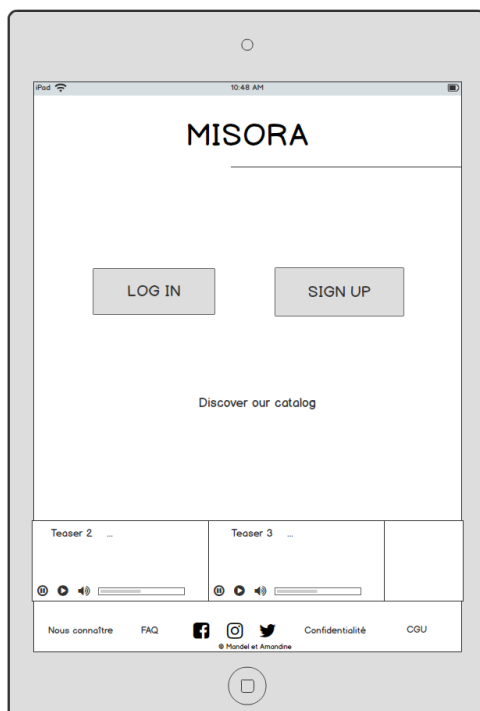 iPad 10:48 AM
MISORA
LOG IN SIGN UP
Discover our catalog
Teaser 2 ... Teaser 3 ...
Nous connaître FAQ Confidentialité CGU
© Mandel et Amandine